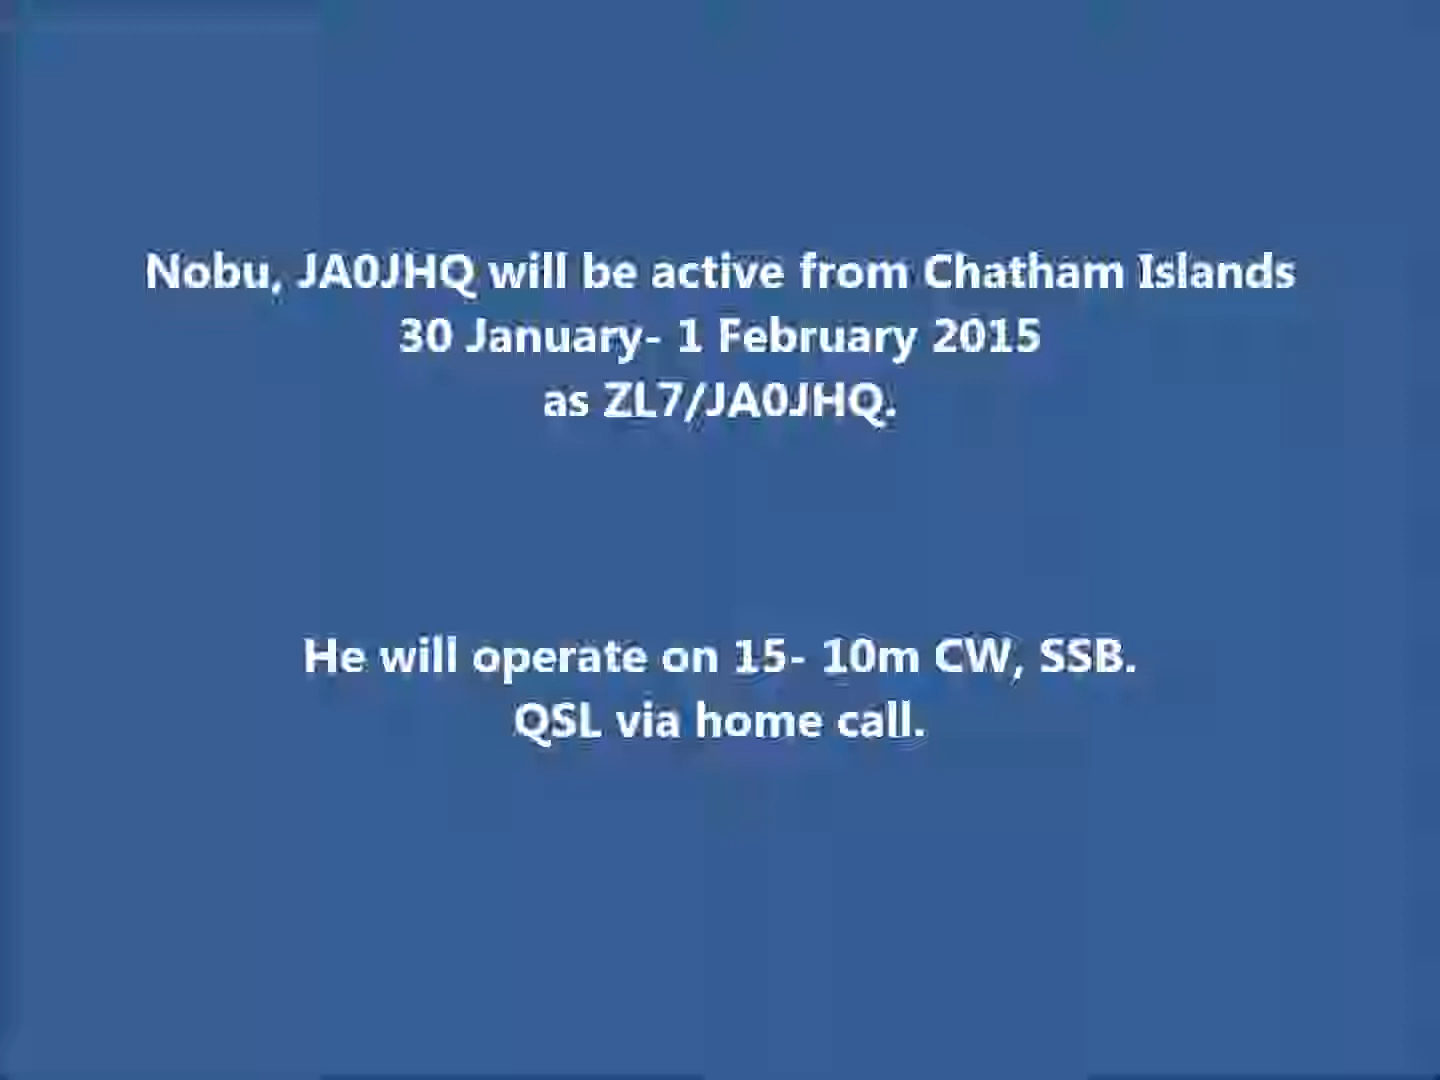 Nobu, JA0JHQ will be active from Chatham Islands
30 January- 1 February 2015
as ZL7/JA0JHQ.
He will operate on 15- 10m CW, SSB.
QSL via home call.